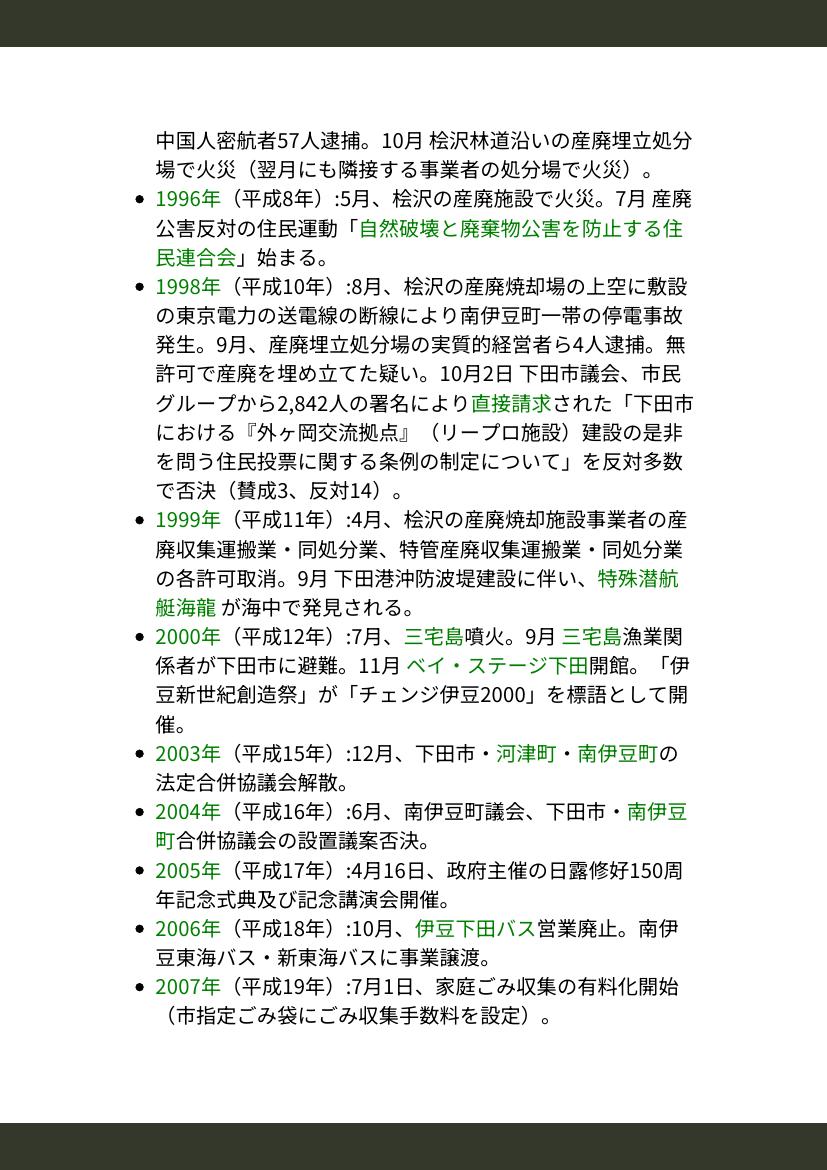 中国人密航者57人逮捕。10月 桧沢林道沿いの産廃埋立処分
場で火災（翌月にも隣接する事業者の処分場で火災）。
• 1996年（平成8年）:5月、桧沢の産廃施設で火災。7月 産廃
公害反対の住民運動「自然破壊と廃棄物公害を防止する住
民連合会」始まる。
• 1998年（平成10年）:8月、桧沢の産廃焼却場の上空に敷設
の東京電力の送電線の断線により南伊豆町一帯の停電事故
発生。9月、産廃埋立処分場の実質的経営者ら4人逮捕。無
許可で産廃を埋め立てた疑い。10月2日 下田市議会、市民
グループから2,842人の署名により直接請求された「下田市
における『外ヶ岡交流拠点』（リープロ施設）建設の是非
を問う住民投票に関する条例の制定について」を反対多数
で否決（賛成3、反対14）。
• 1999年（平成11年）:4月、桧沢の産廃焼却施設事業者の産
廃収集運搬業・同処分業、特管産廃収集運搬業・同処分業
の各許可取消。9月 下田港沖防波堤建設に伴い、特殊潜航
艇海龍 が海中で発見される。
• 2000年（平成12年）:7月、三宅島噴火。9月 三宅島漁業関
係者が下田市に避難。11月 ベイ・ステージ下田開館。「伊
豆新世紀創造祭」が「チェンジ伊豆2000」を標語として開
催。
• 2003年（平成15年）:12月、下田市・河津町・南伊豆町の
法定合併協議会解散。
• 2004年（平成16年）:6月、南伊豆町議会、下田市・南伊豆
町合併協議会の設置議案否決。
• 2005年（平成17年）:4月16日、政府主催の日露修好150周
年記念式典及び記念講演会開催。
• 2006年（平成18年）:10月、伊豆下田バス営業廃止。南伊
豆東海バス・新東海バスに事業譲渡。
• 2007年（平成19年）:7月1日、家庭ごみ収集の有料化開始
（市指定ごみ袋にごみ収集手数料を設定）。